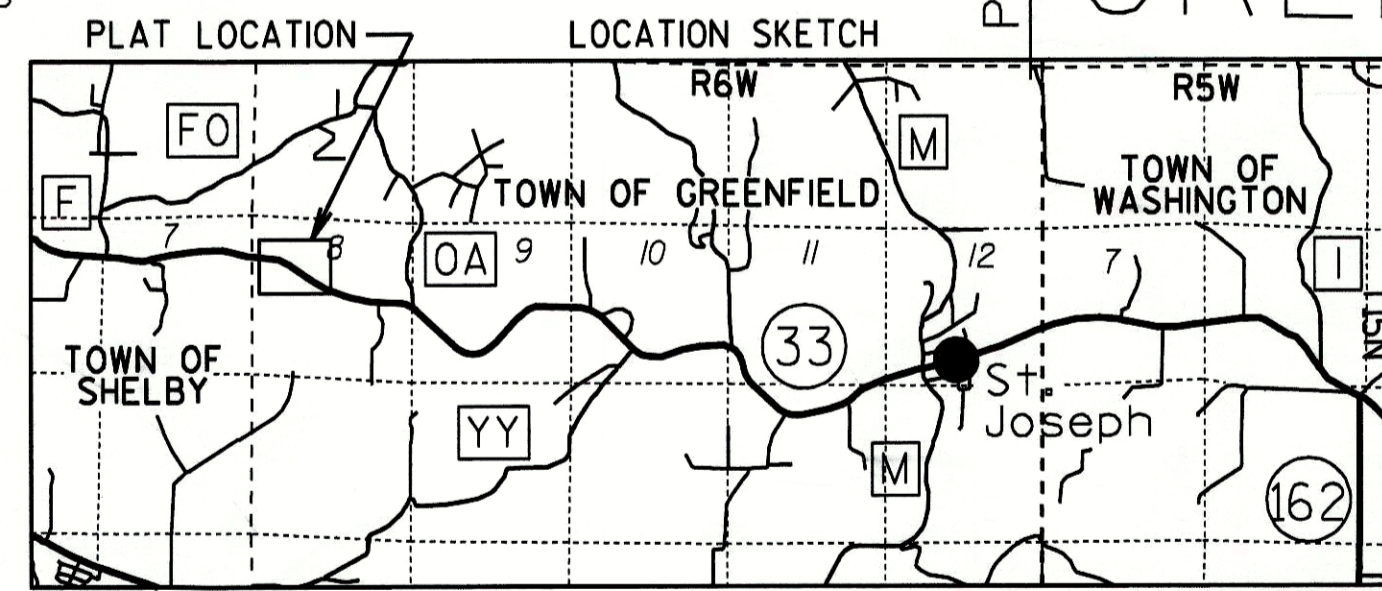 PLAT LOCATION
LOCATION SKETCH
R6W
R5W
FO
M
TOWN OF
WASHINGTON
F
TOWN OF GREENFIELD
7
8
OA
9
10
11
12
7
I
33
TOWN OF
SHELBY
St.
Joseph
YY
M
162